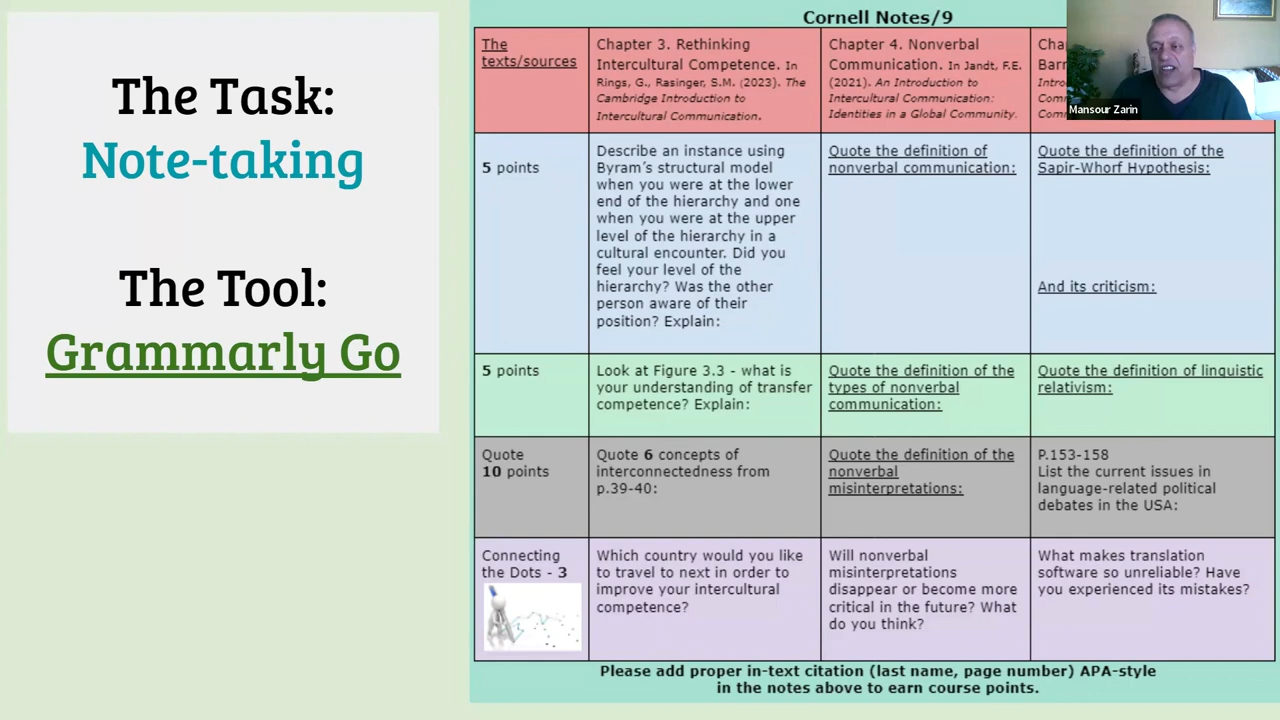 The Task:
Note-taking
The Tool:
Grammarly Go
Cornell Notes/9
The
texts/sources
Chapter 3. Rethinking
Intercultural Competence. In
Rings, G., Rasinger, S.M. (2023). The
Cambridge Introduction to
Intercultural Communication.
Chapter 4. Nonverbal
Communication. In Jandt, F.E.
(2021). An Introduction to
Intercultural Communication:
Identities in a Global Community.
Mansour Zarin
5 points
Describe an instance using
Byram's structural model
when you were at the lower
end of the hierarchy and one
when you were at the upper
level of the hierarchy in a
cultural encounter. Did you
feel your level of the
hierarchy? Was the other
person aware of their
position? Explain:
Quote the definition of
nonverbal communication:
Quote the definition of the
Sapir-Whorf Hypothesis:
And its criticism:
5 points
Look at Figure 3.3 - what is
your understanding of transfer
competence? Explain:
Quote the definition of the
types of nonverbal
communication:
Quote the definition of linguistic
relativism:
Quote
10 points
Quote 6 concepts of
interconnectedness from
p.39-40:
Quote the definition of the
nonverbal
misinterpretations:
P.153-158
List the current issues in
language-related political
debates in the USA:
Connecting
the Dots - 3
Which country would you like
to travel to next in order to
improve your intercultural
competence?
Will nonverbal
misinterpretations
disappear or become more
critical in the future? What
do you think?
What makes translation
software so unreliable? Have
you experienced its mistakes?
Please add proper in-text citation (last name, page number) APA-style
in the notes above to earn course points.